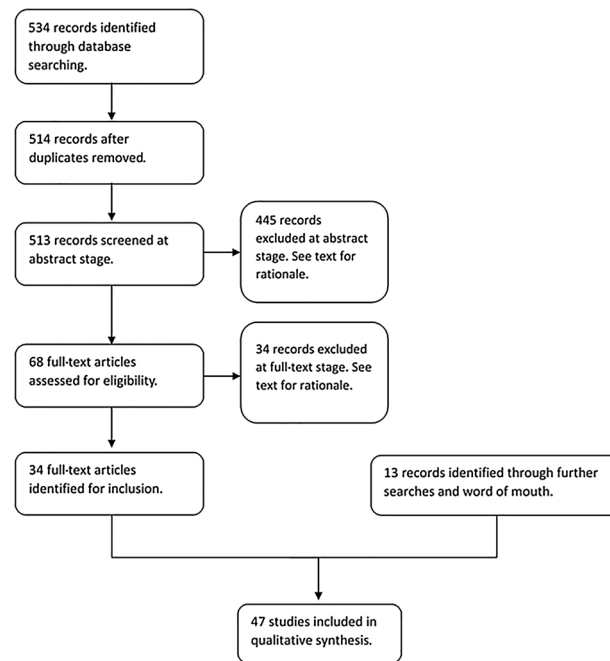 534 records identified
through database
searching.
514 records after
duplicates removed.
513 records screened at
abstract stage.
445 records
excluded at abstract
stage. See text for
rationale.
68 full-text articles
assessed for eligibility.
34 records excluded
at full-text stage. See
text for rationale.
34 full-text articles
identified for inclusion.
13 records identified through further
searches and word of mouth.
47 studies included in
qualitative synthesis.